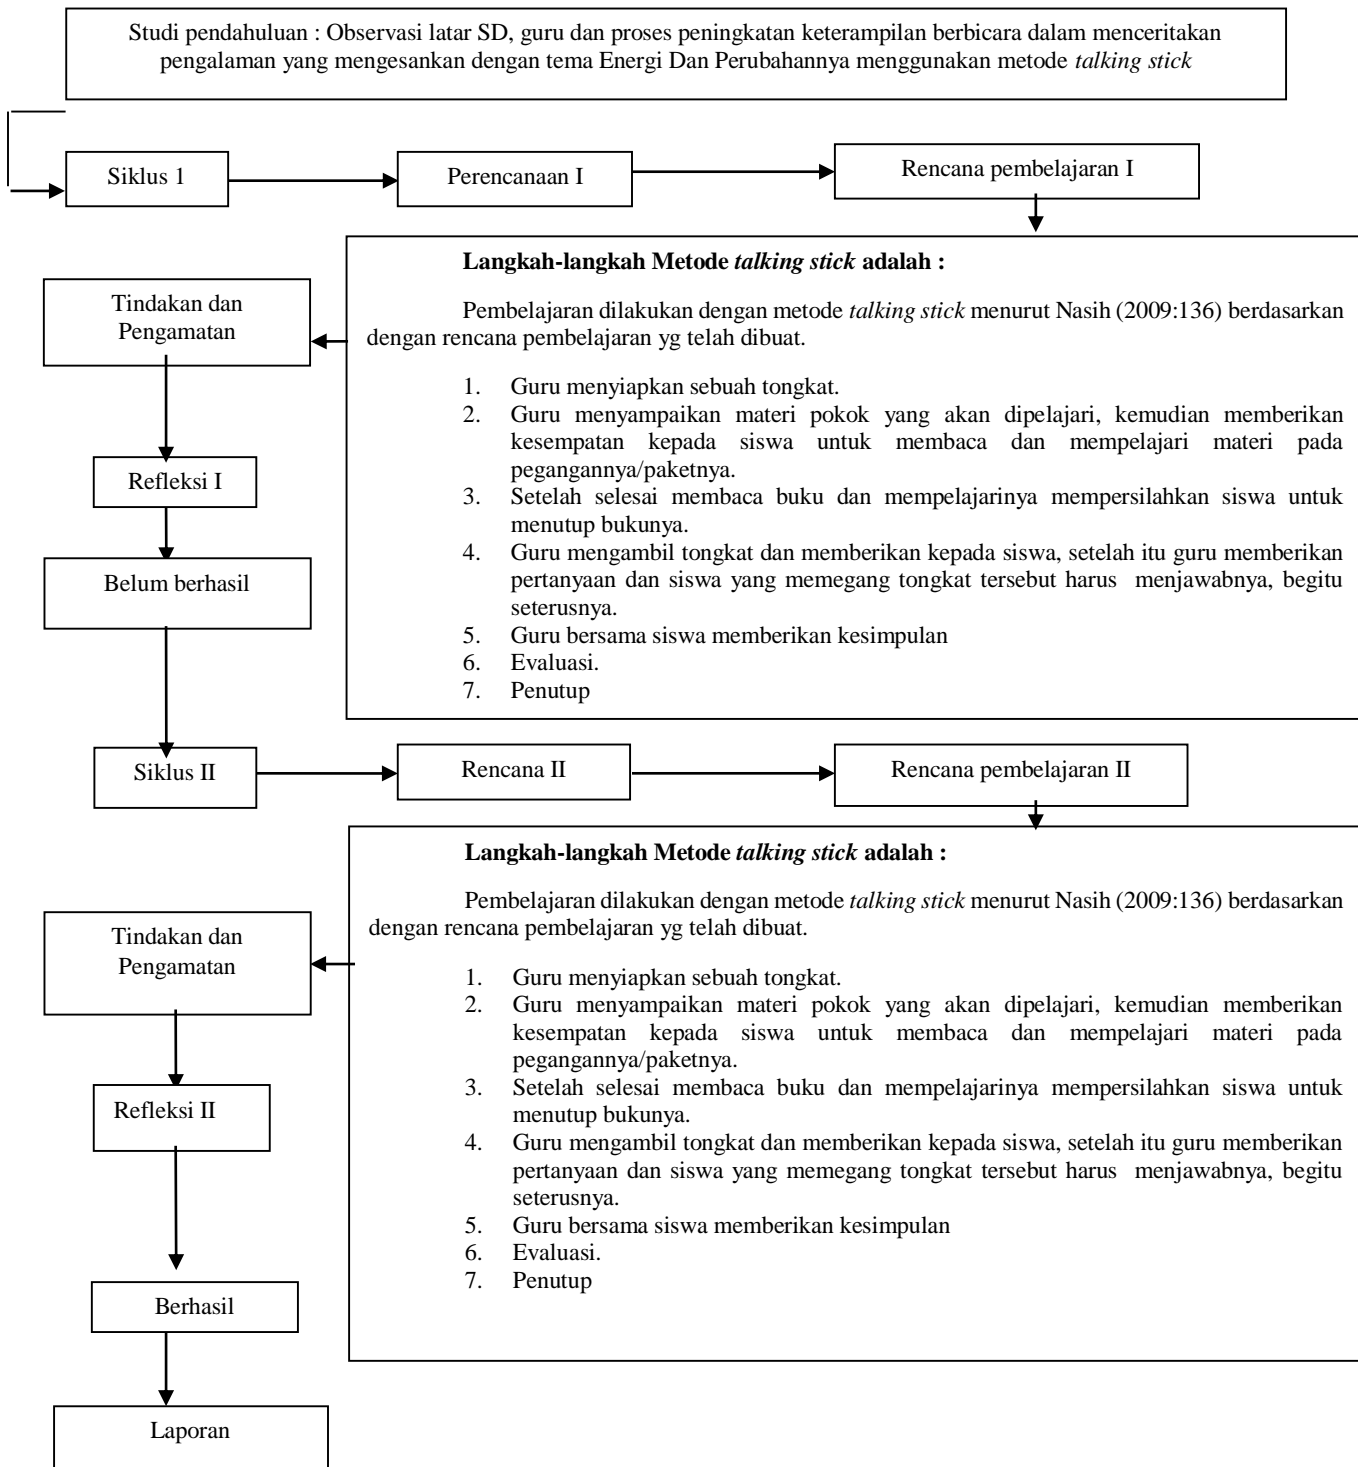 Studi pendahuluan : Observasi latar SD, guru dan proses peningkatan keterampilan berbicara dalam menceritakan
pengalaman yang mengesankan dengan tema Energi Dan Perubahannya menggunakan metode talking stick
Siklus 1
Perencanaan I
Rencana pembelajaran I
Langkah-langkah Metode talking stick adalah :
Pembelajaran dilakukan dengan metode talking stick menurut Nasih (2009:136) berdasarkan
dengan rencana pembelajaran yg telah dibuat.
1. Guru menyiapkan sebuah tongkat.
2. Guru menyampaikan materi pokok yang akan dipelajari, kemudian memberikan
kesempatan kepada siswa untuk membaca dan mempelajari materi pada
pegangannya/paketnya.
3. Setelah selesai membaca buku dan mempelajarinya mempersilahkan siswa untuk
menutup bukunya.
4. Guru mengambil tongkat dan memberikan kepada siswa, setelah itu guru memberikan
pertanyaan dan siswa yang memegang tongkat tersebut harus menjawabnya, begitu
seterusnya.
5. Guru bersama siswa memberikan kesimpulan
6. Evaluasi.
7. Penutup
Tindakan dan
Pengamatan
Refleksi I
Belum berhasil
Siklus II
Rencana II
Rencana pembelajaran II
Langkah-langkah Metode talking stick adalah :
Pembelajaran dilakukan dengan metode talking stick menurut Nasih (2009:136) berdasarkan
dengan rencana pembelajaran yg telah dibuat.
1. Guru menyiapkan sebuah tongkat.
2. Guru menyampaikan materi pokok yang akan dipelajari, kemudian memberikan
kesempatan kepada siswa untuk membaca dan mempelajari materi pada
pegangannya/paketnya.
3. Setelah selesai membaca buku dan mempelajarinya mempersilahkan siswa untuk
menutup bukunya.
4. Guru mengambil tongkat dan memberikan kepada siswa, setelah itu guru memberikan
pertanyaan dan siswa yang memegang tongkat tersebut harus menjawabnya, begitu
seterusnya.
5. Guru bersama siswa memberikan kesimpulan
6. Evaluasi.
7. Penutup
Tindakan dan
Pengamatan
Refleksi II
Berhasil
Laporan